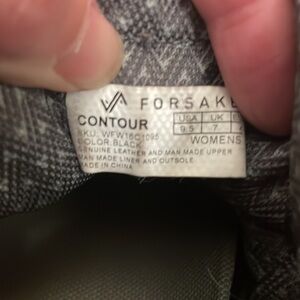 FORSAKE
CONTOUR
USA UK
9.5 7
SKU: WFW16C1095
COLOR:BLACK
WOMENS
GENUINE LEATHER AND MAN MADE UPPER
MAN MADE LINER AND OUTSOLE
MADE IN CHINA